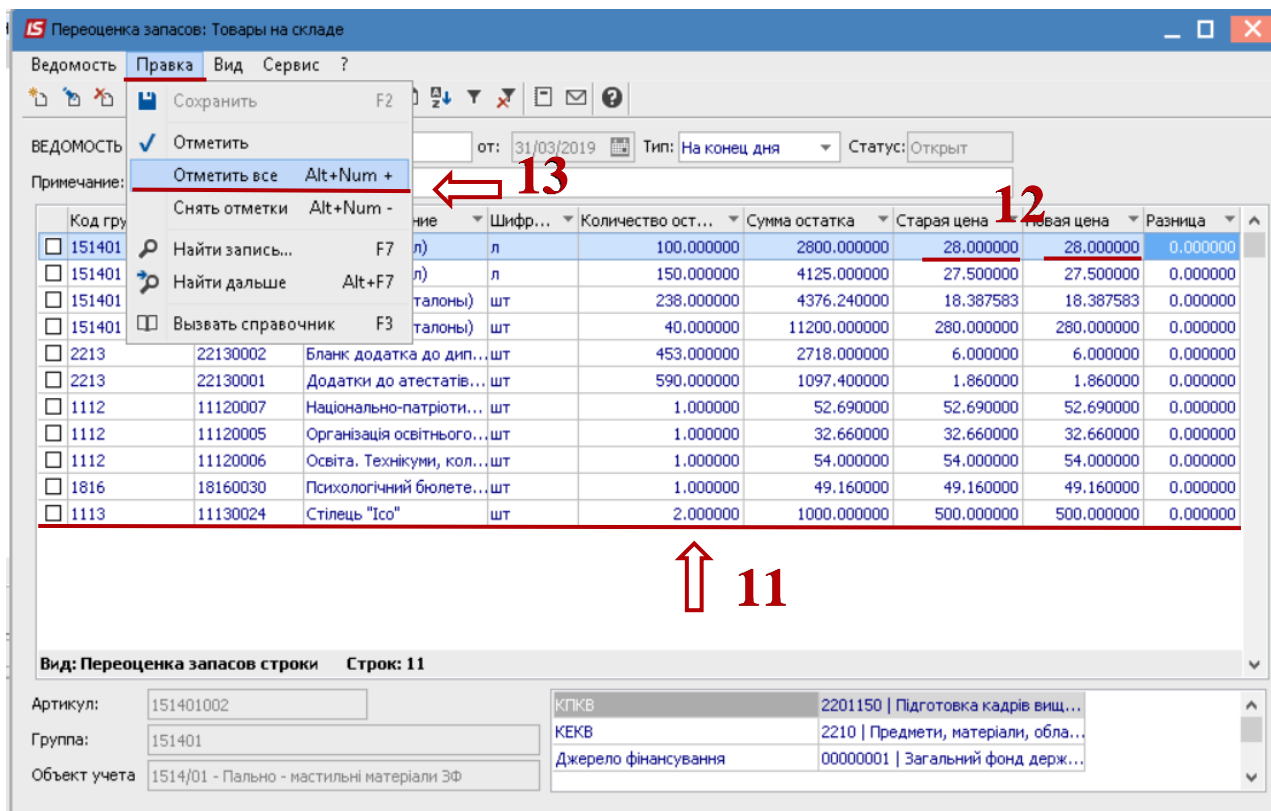 Переоценка запасов: Товары на складе
Ведомость Правка Вид Сервис ?
Сохранить F2
ВЕДОМОСТЬ от: 31/03/2019 Тип: На конец дня Статус: Открыт
Отметить
Примечание:
Отметить все Alt+Num + 13
Снять отметки Alt+Num -
12
Код гру ние Шифр... Количество ост... Сумма остатка Старая цена Новая цена Разница
151401 л) л 100.000000 2800.000000 28.000000 28.000000 0.000000
Найти запись... F7
151401 л) л 150.000000 4125.000000 27.500000 27.500000 0.000000
Найти дальше Alt+F7
151401 талоны) шт 238.000000 4376.240000 18.387583 18.387583 0.000000
151401 талоны) шт 40.000000 11200.000000 280.000000 280.000000 0.000000
Вызвать справочник F3
2213 22130002 Бланк додатка до дип... шт 453.000000 2718.000000 6.000000 6.000000 0.000000
2213 22130001 Додатки до атестатів... шт 590.000000 1097.400000 1.860000 1.860000 0.000000
1112 11120007 Національно-патріоти... шт 1.000000 52.690000 52.690000 52.690000 0.000000
1112 11120005 Організація освітнього... шт 1.000000 32.660000 32.660000 32.660000 0.000000
1112 11120006 Освіта. Технікуми, кол... шт 1.000000 54.000000 54.000000 54.000000 0.000000
1816 18160030 Психологічний бюлете... шт 1.000000 49.160000 49.160000 49.160000 0.000000
1113 11130024 Стілець "Ісо" шт 2.000000 1000.000000 500.000000 500.000000 0.000000
11
Вид: Переоценка запасов строки Строк: 11
Артикул: 151401002
Группа: 151401
Объект учета 1514/01 - Пально - мастильні матеріали ЗФ
КПКВ 2201150 | Підготовка кадрів вищ...
КЕКВ 2210 | Предмети, матеріали, обла...
Джерело фінансування 00000001 | Загальний фонд держ...